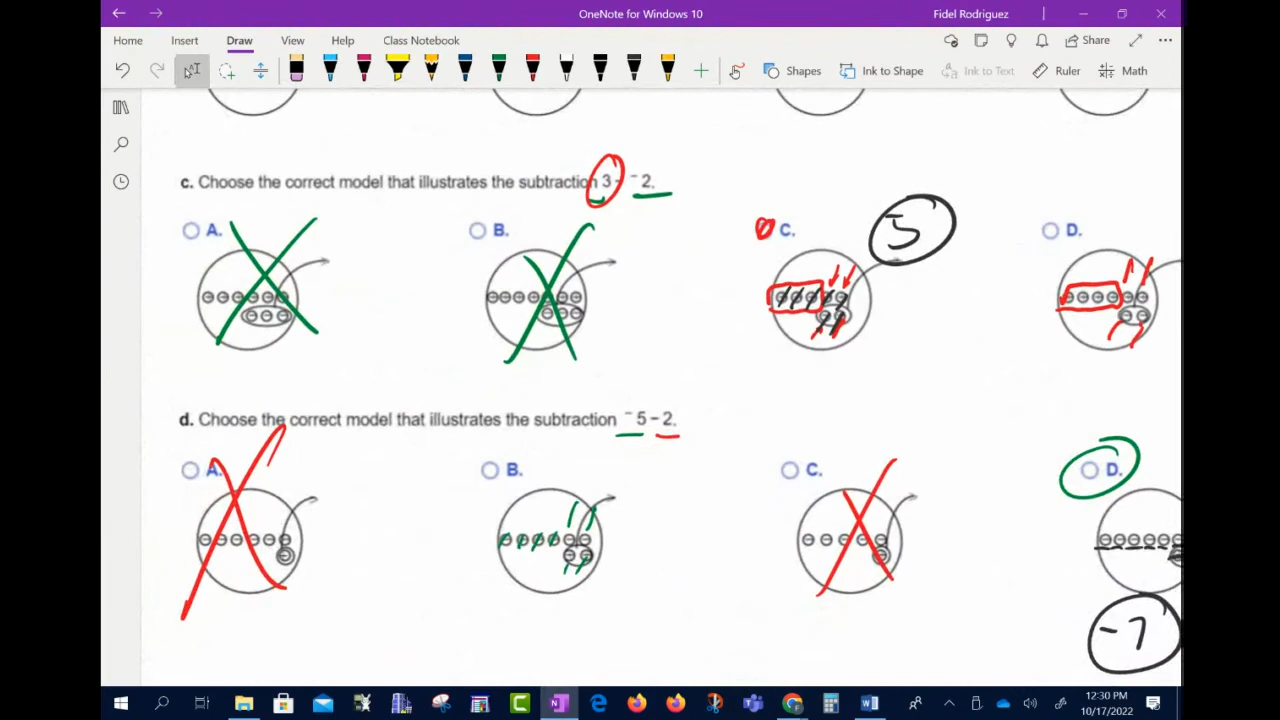 OneNote for Windows 10
Fidel Rodriguez
Home Insert Draw View Help Class Notebook
Share
Shapes
Ink to Shape
Ink to Text
Ruler
Math
c. Choose the correct model that illustrates the subtraction 3 - ⁻2.
A.
B.
C.
5
D.
d. Choose the correct model that illustrates the subtraction ⁻5 - 2.
A.
B.
C.
D.
-7
12:30 PM
10/17/2022